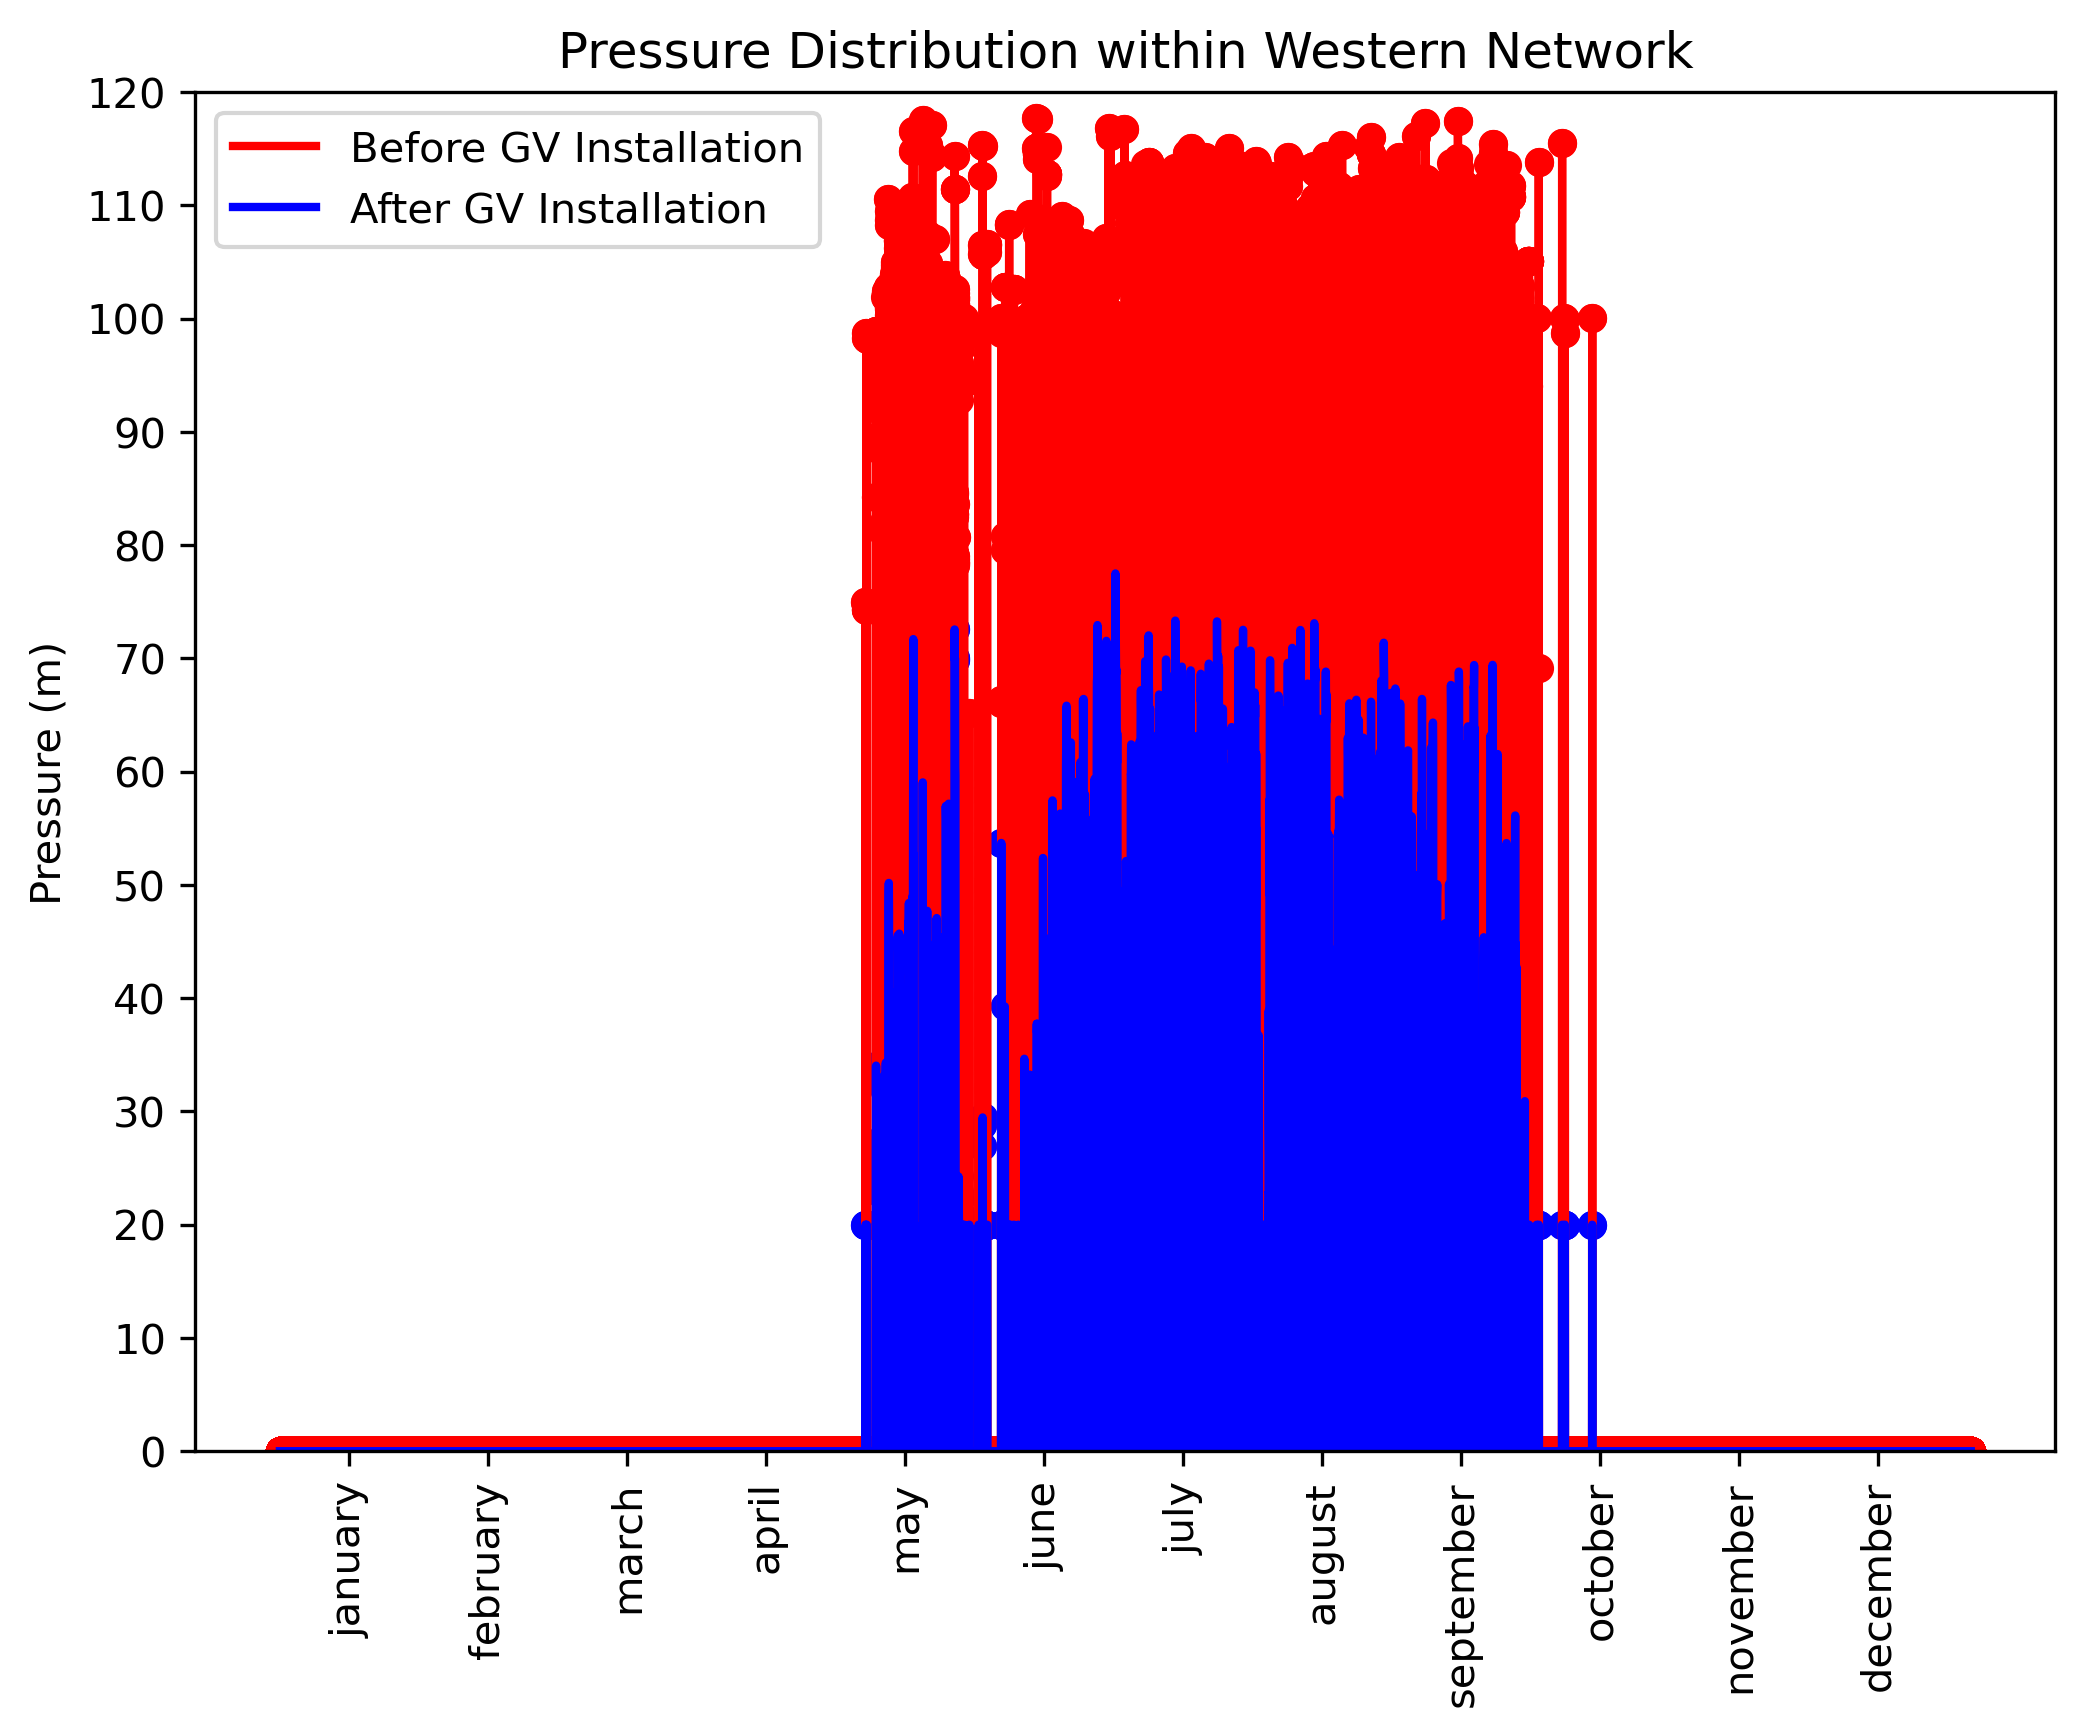 Pressure Distribution within Western Network
Before GV Installation
After GV Installation
Pressure (m)
120
110
100
90
80
70
60
50
40
30
20
10
0
january
february
march
april
may
june
july
august
september
october
november
december